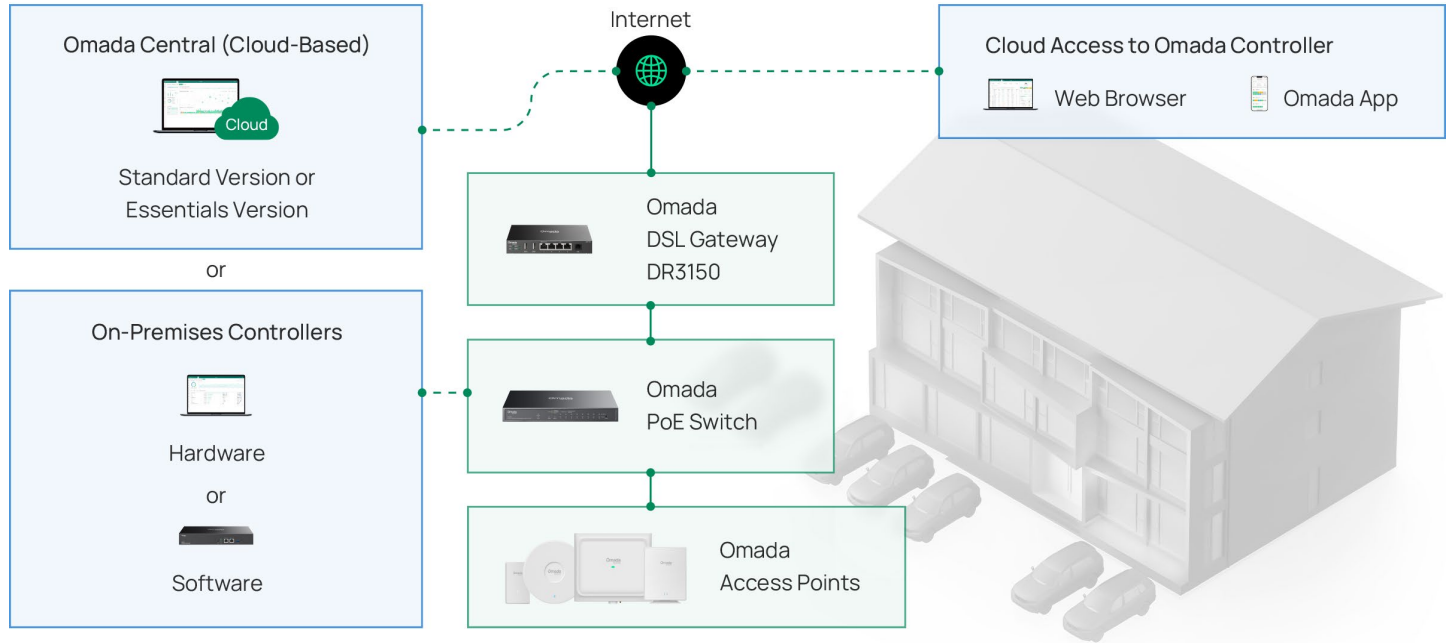 Internet
Omada Central (Cloud-Based)
Cloud
Standard Version or
Essentials Version
or
On-Premises Controllers
Hardware
or
Software
Omada
DSL Gateway
DR3150
Omada
PoE Switch
Omada
Access Points
Cloud Access to Omada Controller
Web Browser
Omada App